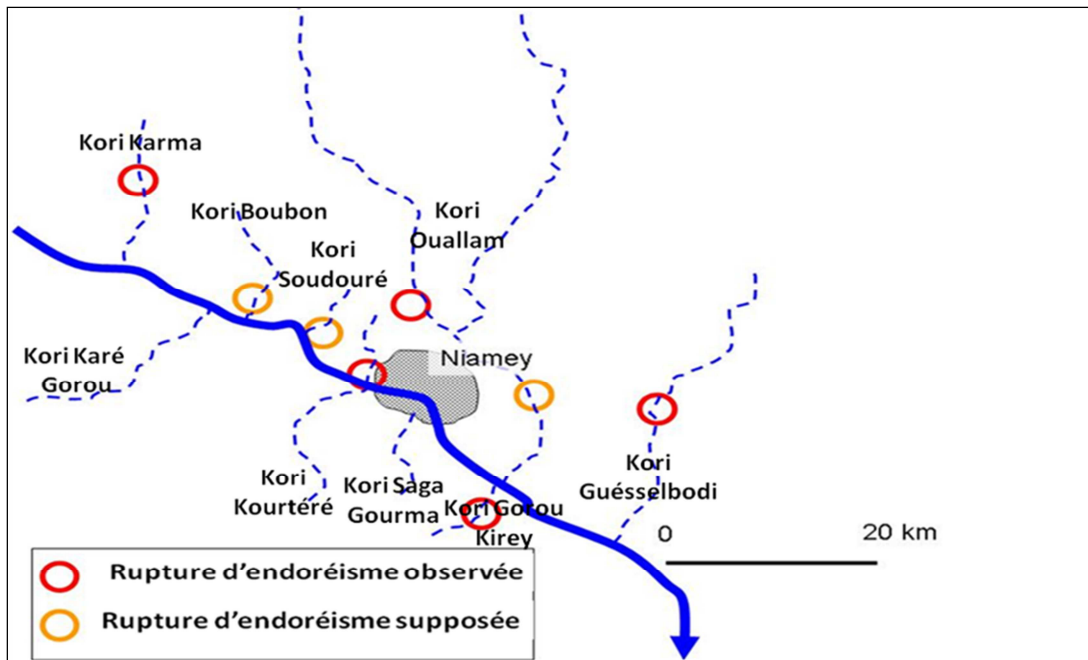 Kori Karma
Kori Boubon
Kori
Ouallam
Kori
Soudouré
Kori Karé
Gorou
Niamey
Kori
Kourtéré
Kori Saga
Gourma
Kori Gorou
Kirey
Kori
Guésselbodi
0
20 km
Rupture d'endoréisme observée
Rupture d'endoréisme supposée